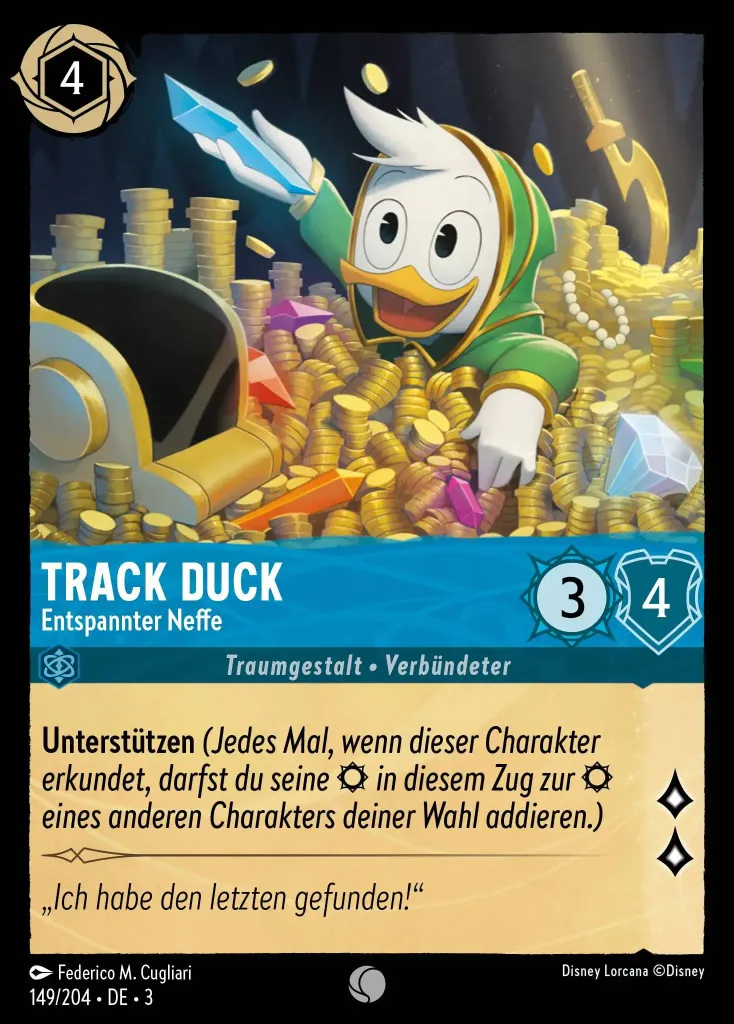 4
TRACK DUCK
Entspannter Neffe
3
4
Traumgestalt • Verbündeter
Unterstützen (Jedes Mal, wenn dieser Charakter
erkundet, darfst du seine in diesem Zug zur
eines anderen Charakters deiner Wahl addieren.)
„Ich habe den letzten gefunden!“
Federico M. Cugliari
Disney Lorcana ©Disney
149/204 • DE • 3